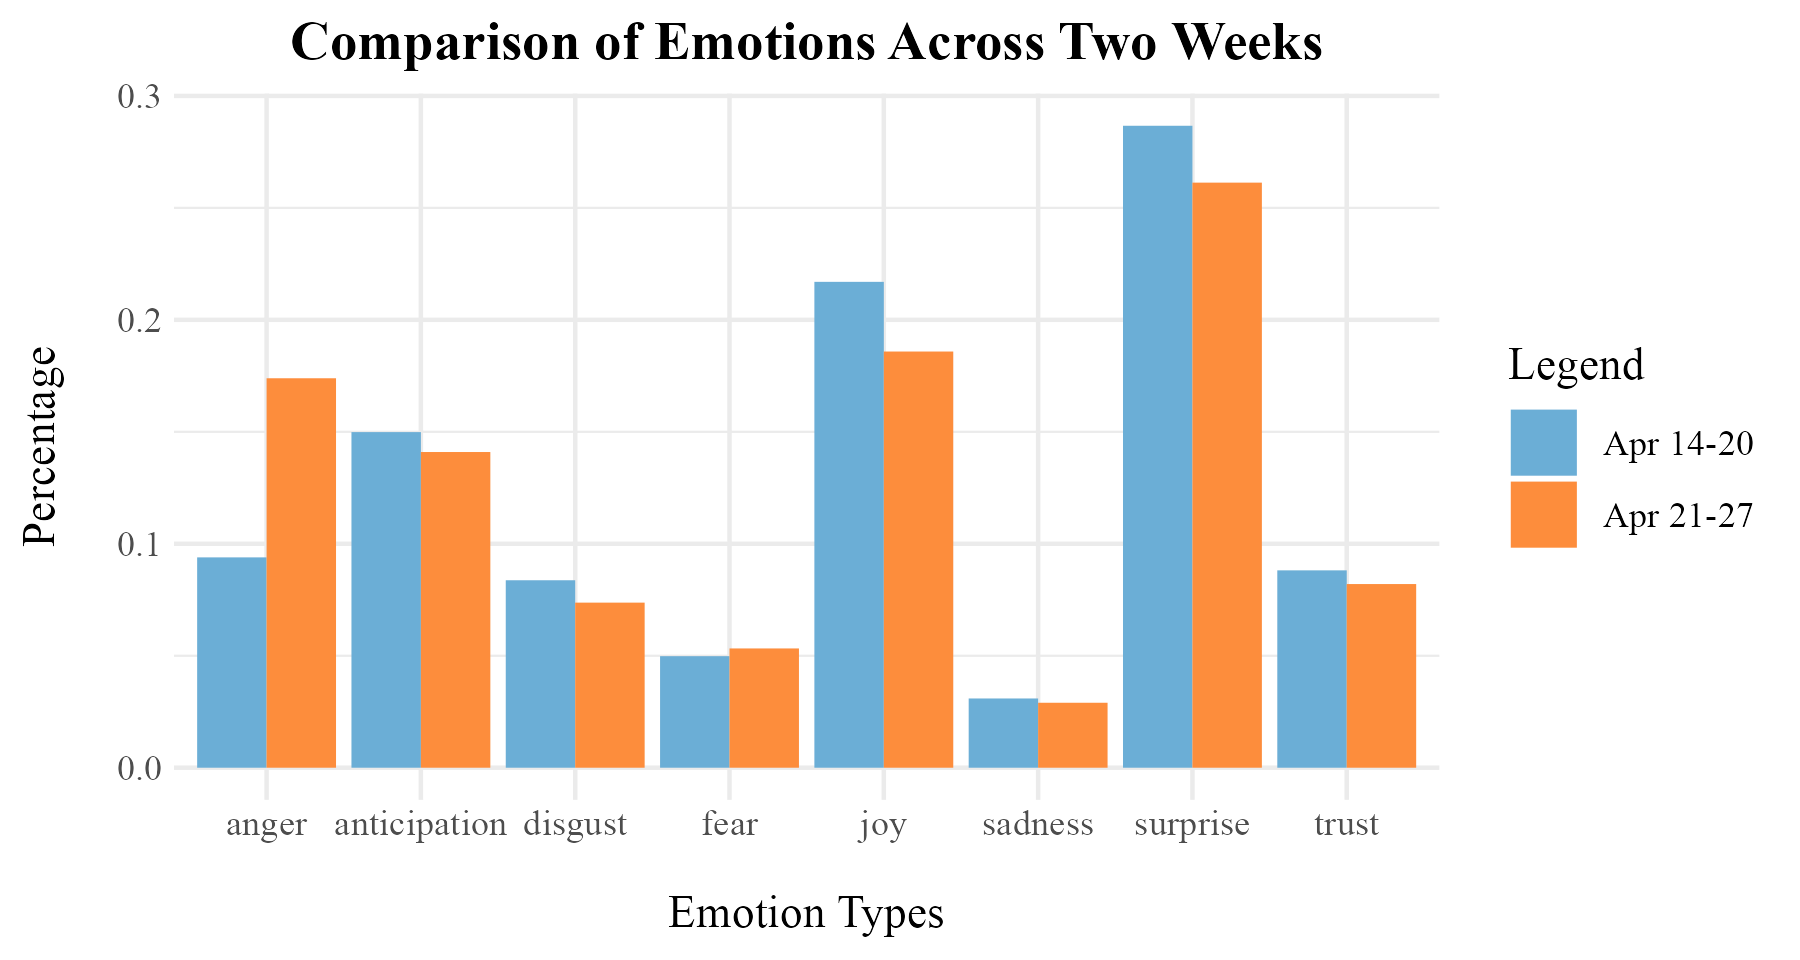 Comparison of Emotions Across Two Weeks
Percentage
0.3
0.2
0.1
0.0
anger anticipation disgust fear joy sadness surprise trust
Emotion Types
Legend
Apr 14-20
Apr 21-27